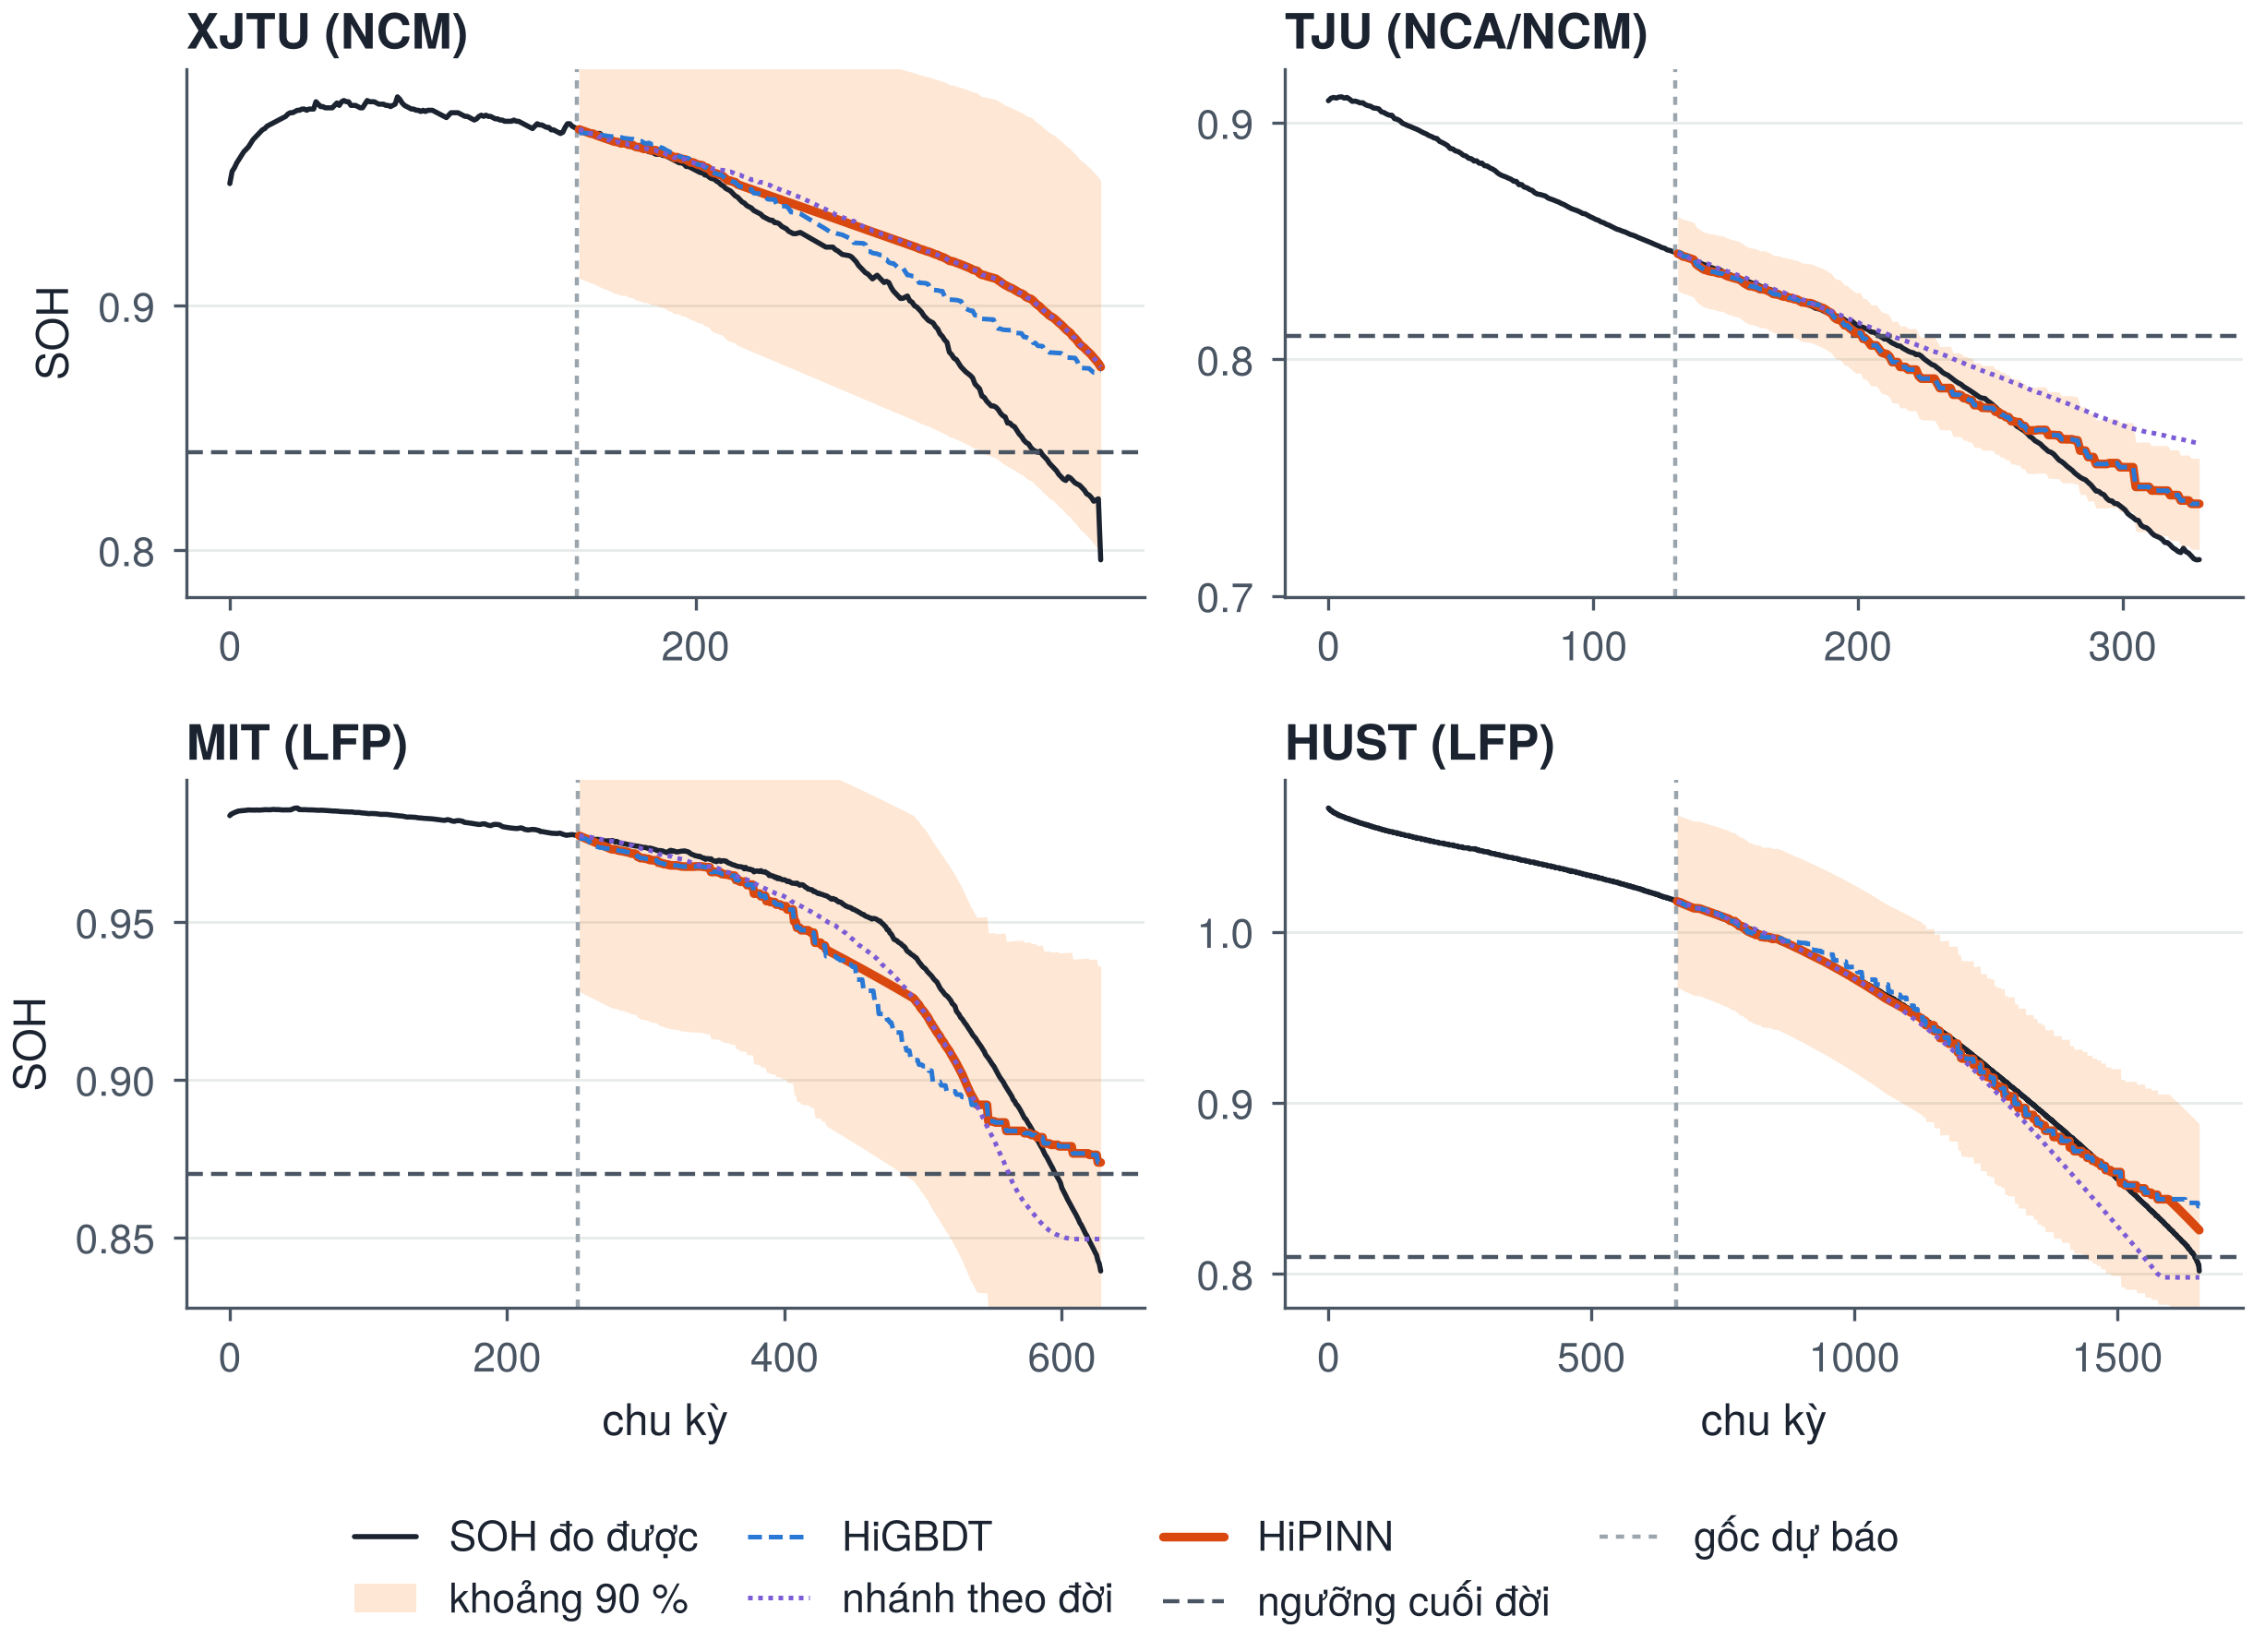 XJTU (NCM)
SOH
0.9
0.8
0
200
TJU (NCA/NCM)
0.9
0.8
0.7
0
100
200
300
MIT (LFP)
SOH
0.95
0.90
0.85
0
200
400
600
chu kỳ
HUST (LFP)
1.0
0.9
0.8
0
500
1000
1500
chu kỳ
SOH đo được
HiGBDT
HiPINN
gốc dự báo
khoảng 90 %
nhánh theo đời
ngưỡng cuối đời